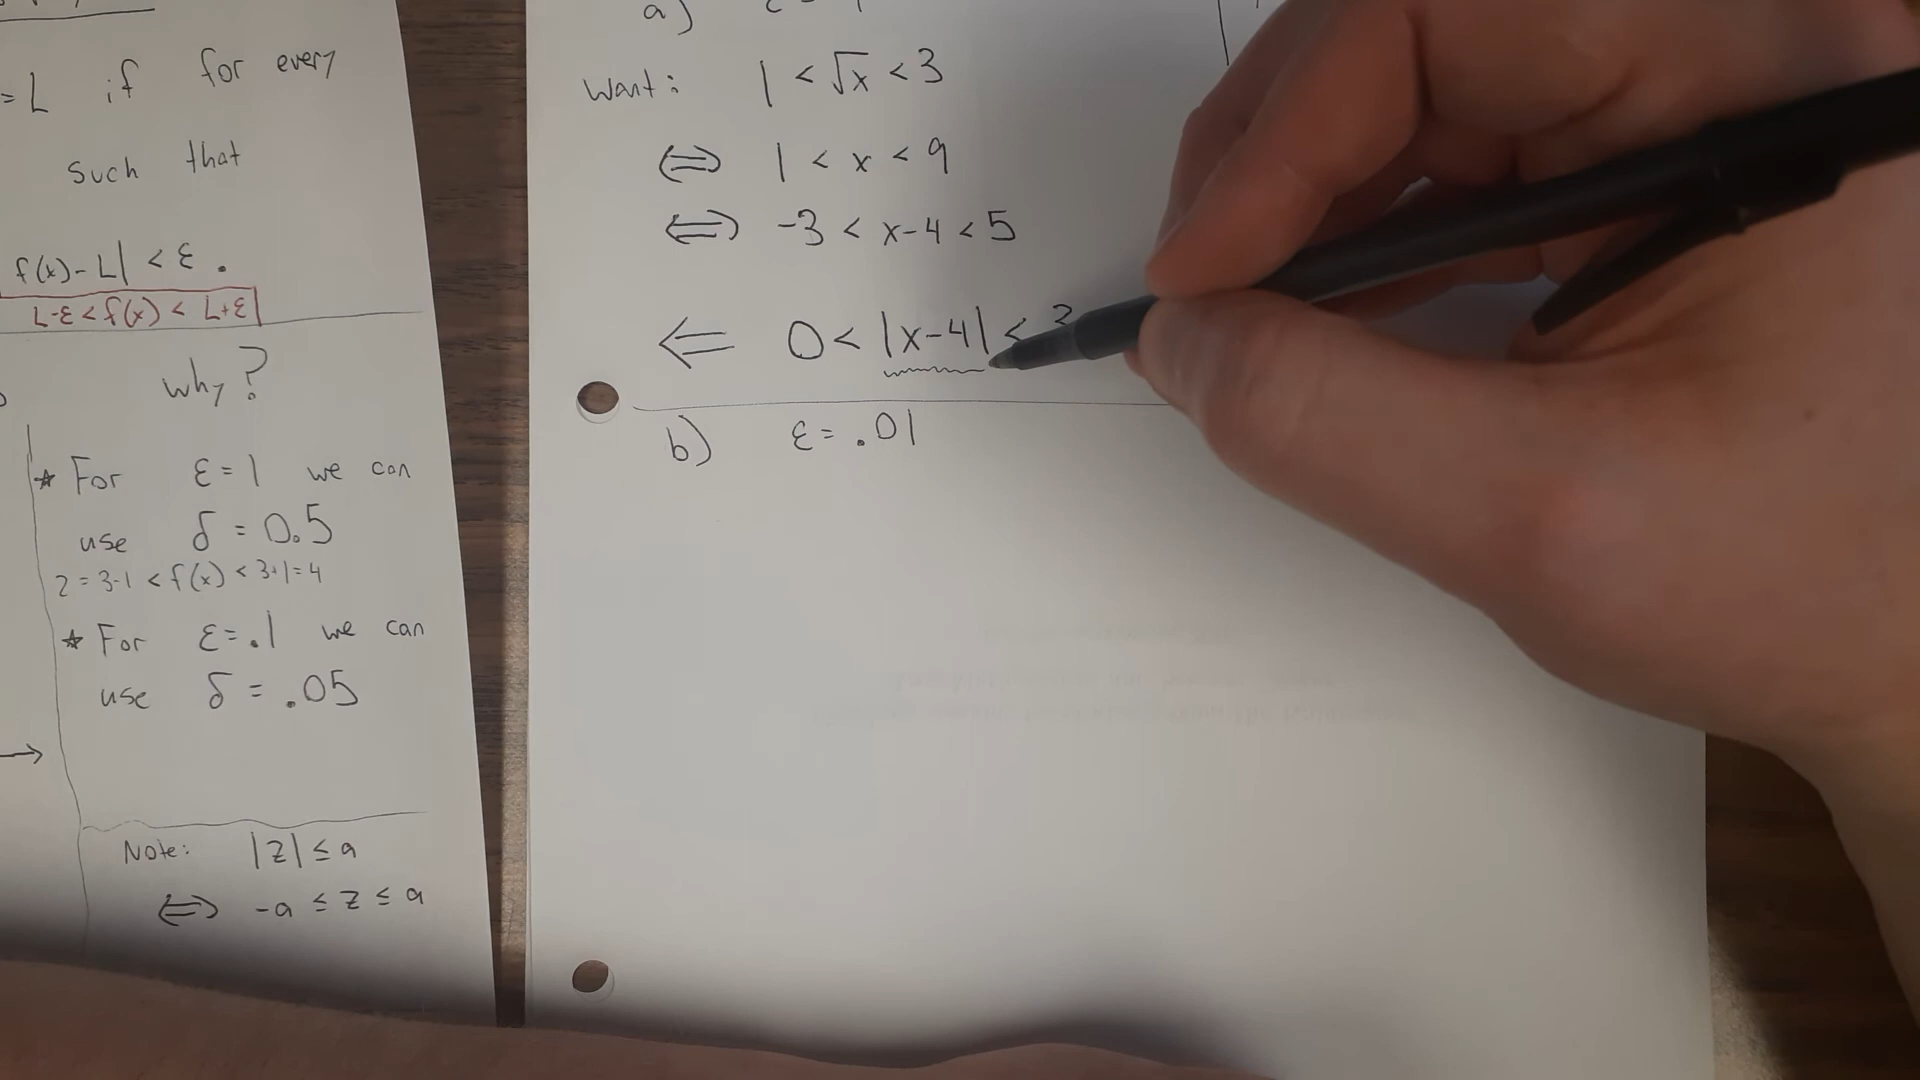 = L if for every
such that
f(x) - L| < ε .
L-ε < f(x) < L+ε
why?
* For ε = 1 we can
use δ = 0.5
2 = 3-1 < f(x) < 3+1 = 4
* For ε = .1 we can
use δ = .05
→
Note: |z| ≤ a
⟺ -a ≤ z ≤ a
a)
Want: 1 < √x < 3
⟺ 1 < x < 9
⟺ -3 < x-4 < 5
⟸ 0 < |x-4| < 3
b) ε = .01